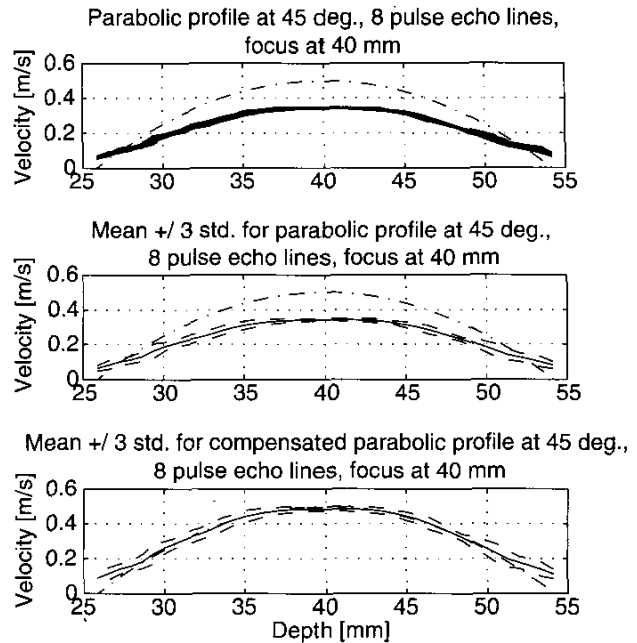 Parabolic profile at 45 deg., 8 pulse echo lines,
focus at 40 mm
Velocity [m/s]
0.6
0.4
0.2
0
25 30 35 40 45 50 55
Mean +/ 3 std. for parabolic profile at 45 deg.,
8 pulse echo lines, focus at 40 mm
Velocity [m/s]
0.6
0.4
0.2
0
25 30 35 40 45 50 55
Mean +/ 3 std. for compensated parabolic profile at 45 deg.,
8 pulse echo lines, focus at 40 mm
Velocity [m/s]
0.6
0.4
0.2
0
25 30 35 40 45 50 55
Depth [mm]